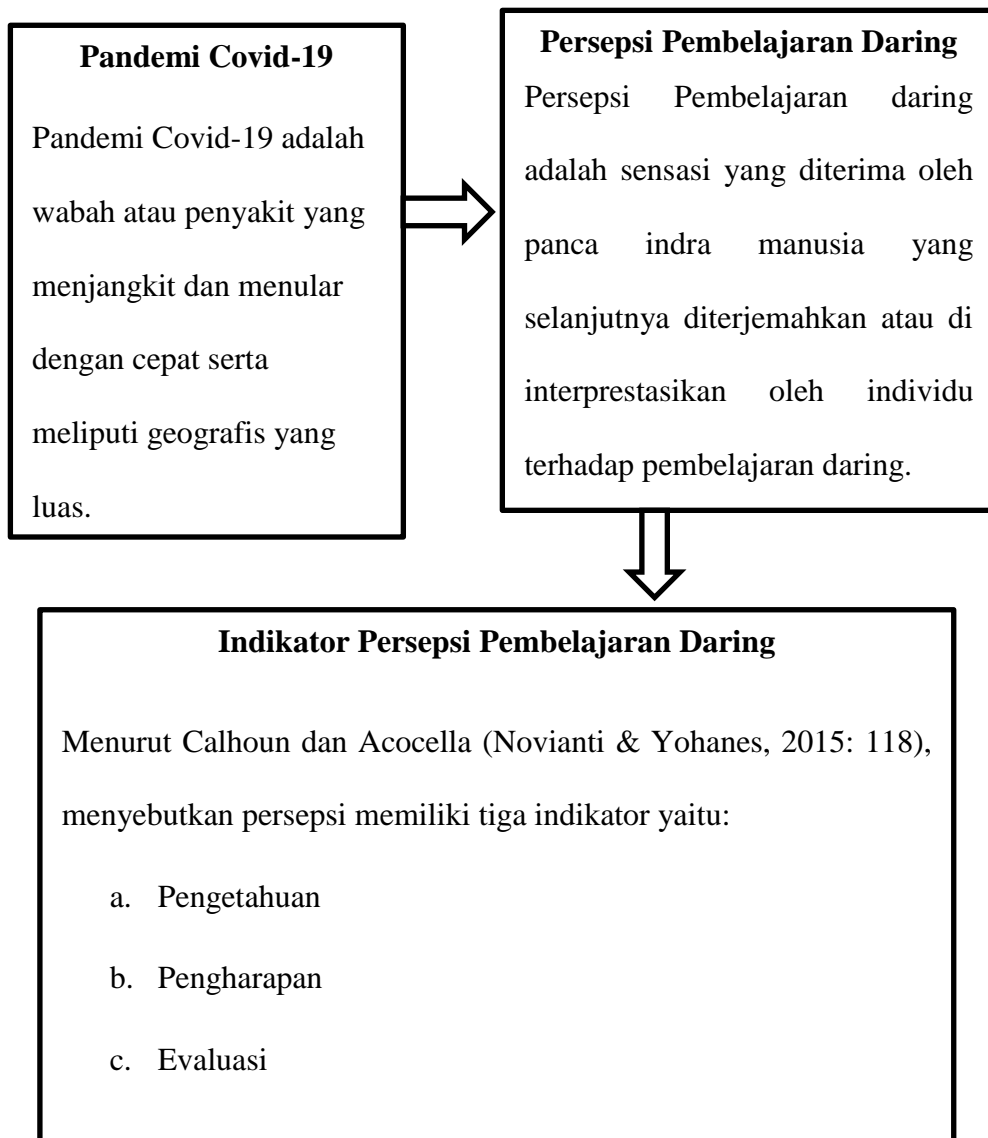 Pandemi Covid-19
Pandemi Covid-19 adalah
wabah atau penyakit yang
menjangkit dan menular
dengan cepat serta
meliputi geografis yang
luas.
Persepsi Pembelajaran Daring
Persepsi Pembelajaran daring
adalah sensasi yang diterima oleh
panca indra manusia yang
selanjutnya diterjemahkan atau di
interprestasikan oleh individu
terhadap pembelajaran daring.
Indikator Persepsi Pembelajaran Daring
Menurut Calhoun dan Acocella (Novianti & Yohanes, 2015: 118),
menyebutkan persepsi memiliki tiga indikator yaitu:
a. Pengetahuan
b. Pengharapan
c. Evaluasi